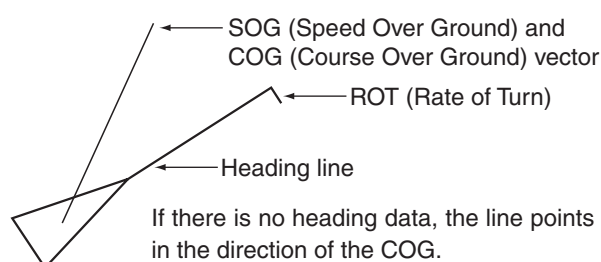 SOG (Speed Over Ground) and
COG (Course Over Ground) vector
ROT (Rate of Turn)
Heading line
If there is no heading data, the line points
in the direction of the COG.